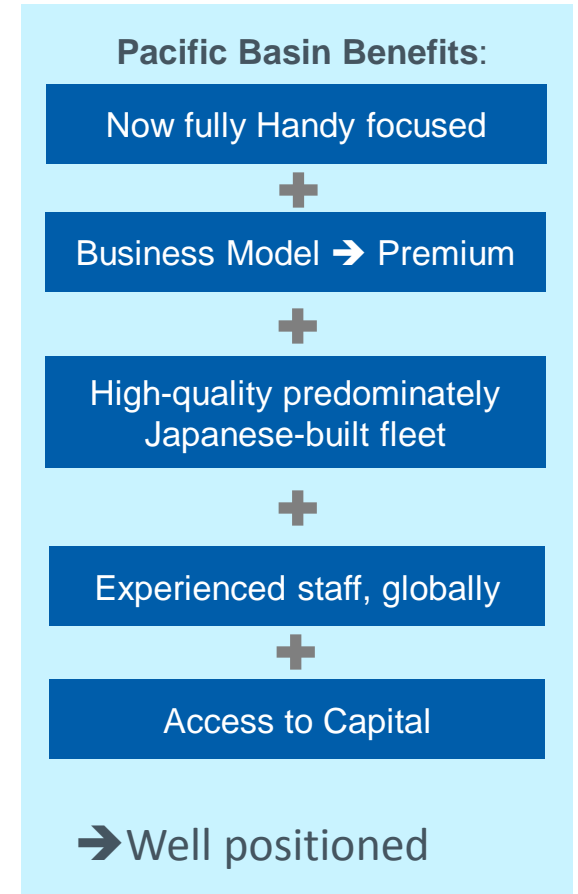 Pacific Basin Benefits:
Now fully Handy focused
Business Model ➔ Premium
High-quality predominately
Japanese-built fleet
Experienced staff, globally
Access to Capital
➔Well positioned